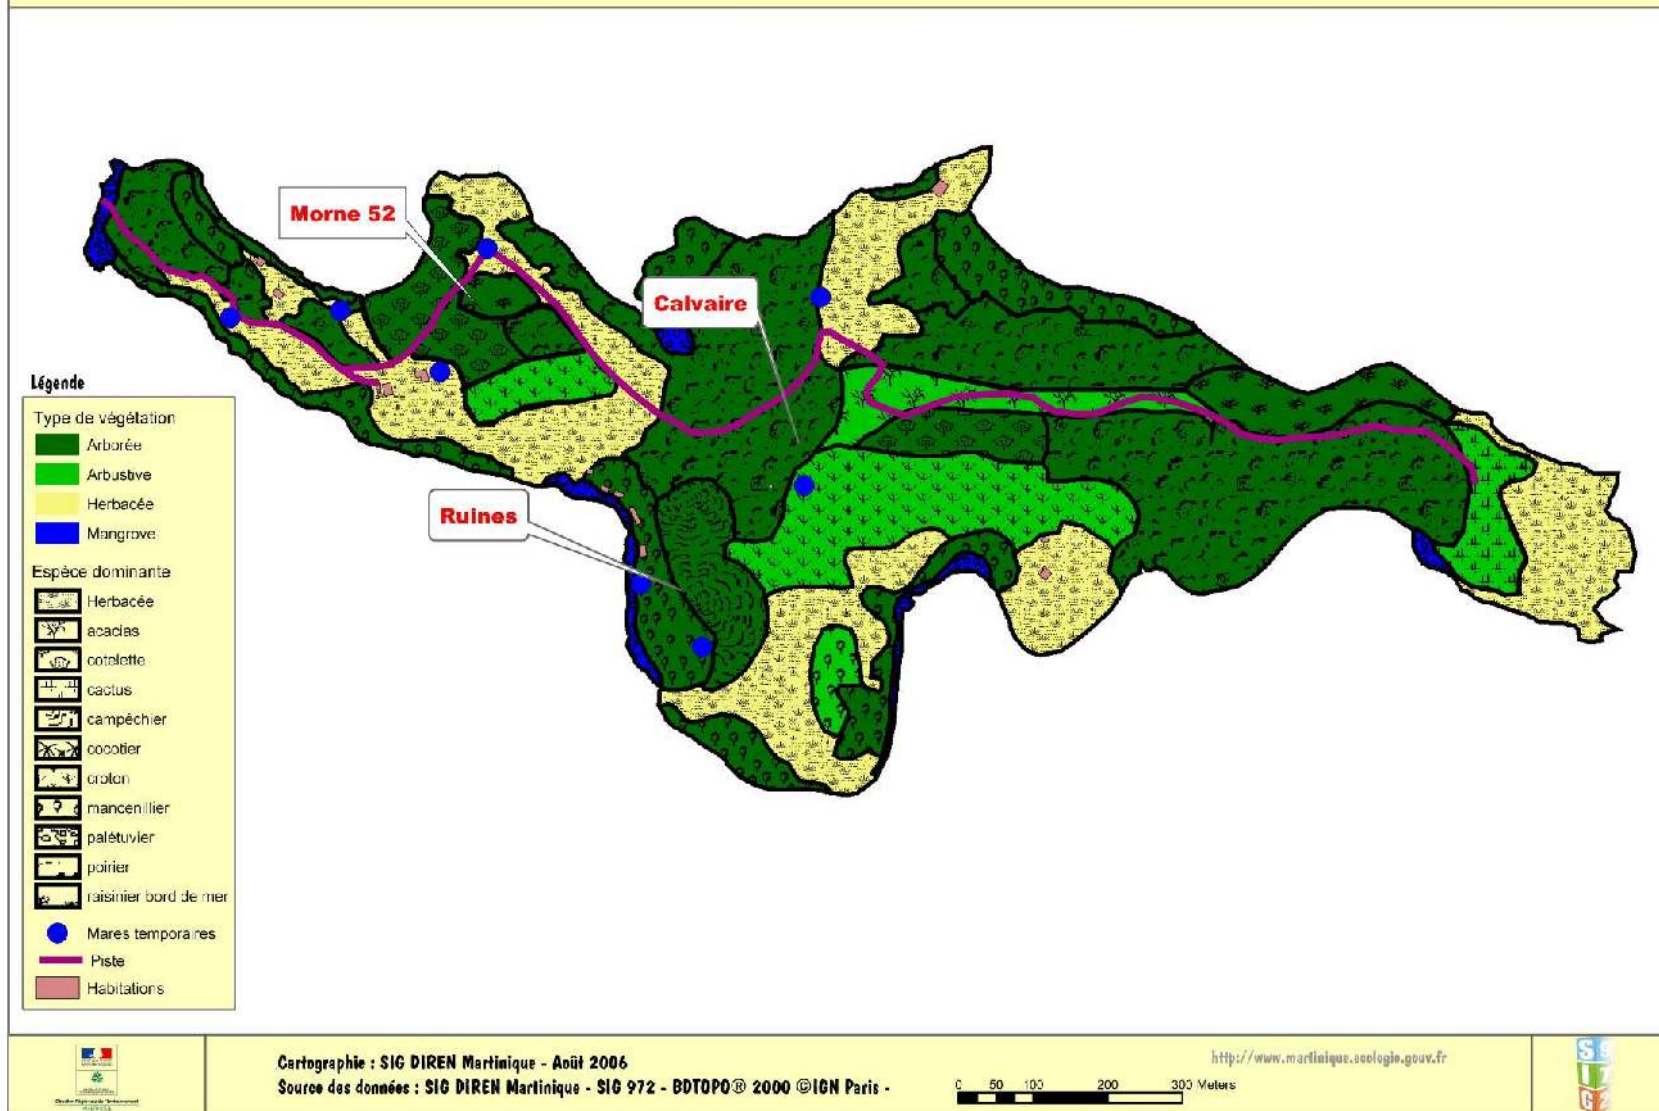 Morne 52
Calvaire
Ruines
Légende
Type de végétation
Arborée
Arbustive
Herbacée
Mangrove
Espèce dominante
Herbacée
acacias
cotelette
cactus
campêchier
cocotier
croton
mancenillier
palétuvier
poirier
raisinier bord de mer
Mares temporaires
Piste
Habitations
Cartographie : SIG DIREN Martinique - Août 2006
Source des données : SIG DIREN Martinique - SIG 972 - BDTOPO® 2000 ©IGN Paris -
http://www.martinique.ecologie.gouv.fr
0 50 100 200 300 Meters
S 9
I 7
G 2